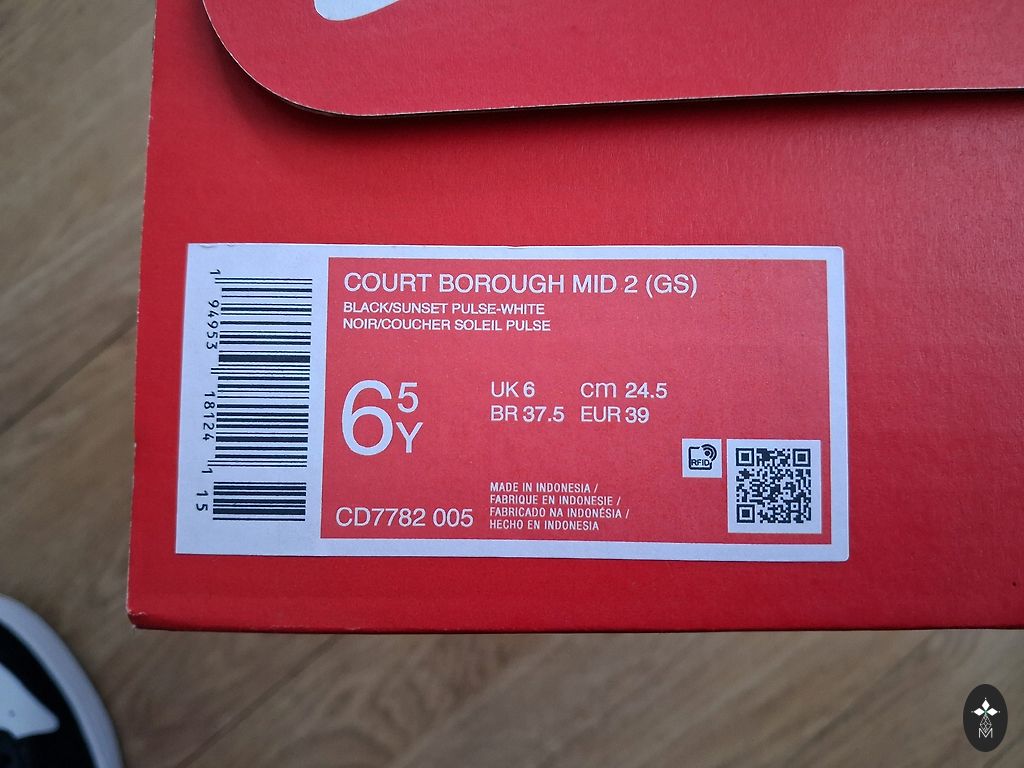 COURT BOROUGH MID 2 (GS)
BLACK/SUNSET PULSE-WHITE
NOIR/COUCHER SOLEIL PULSE
6 5
Y
UK 6 cm 24.5
BR 37.5 EUR 39
RFID
MADE IN INDONESIA /
FABRIQUE EN INDONESIE /
FABRICADO NA INDONÉSIA /
HECHO EN INDONESIA
CD7782 005
1 94953 18124 1 15
M